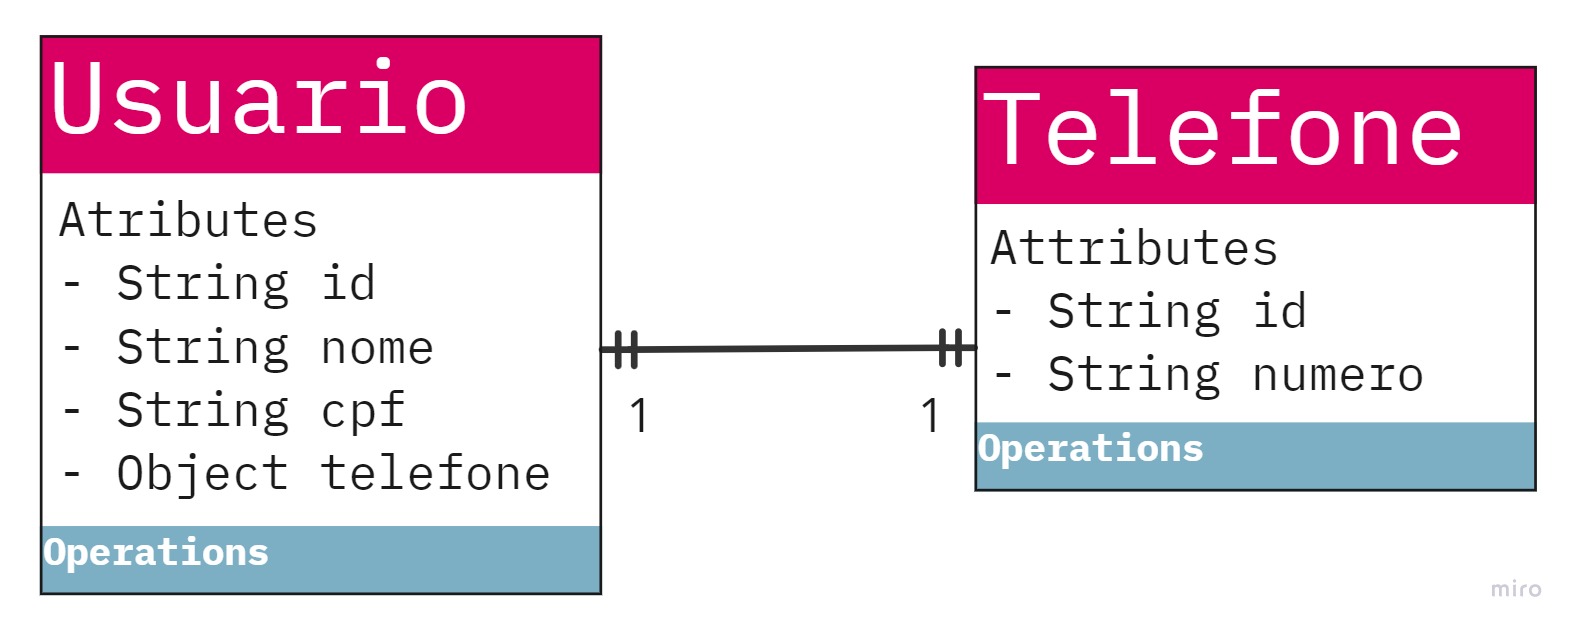 Usuario
Atributes
- String id
- String nome
- String cpf
- Object telefone
Operations
1
1
Telefone
Attributes
- String id
- String numero
Operations
miro